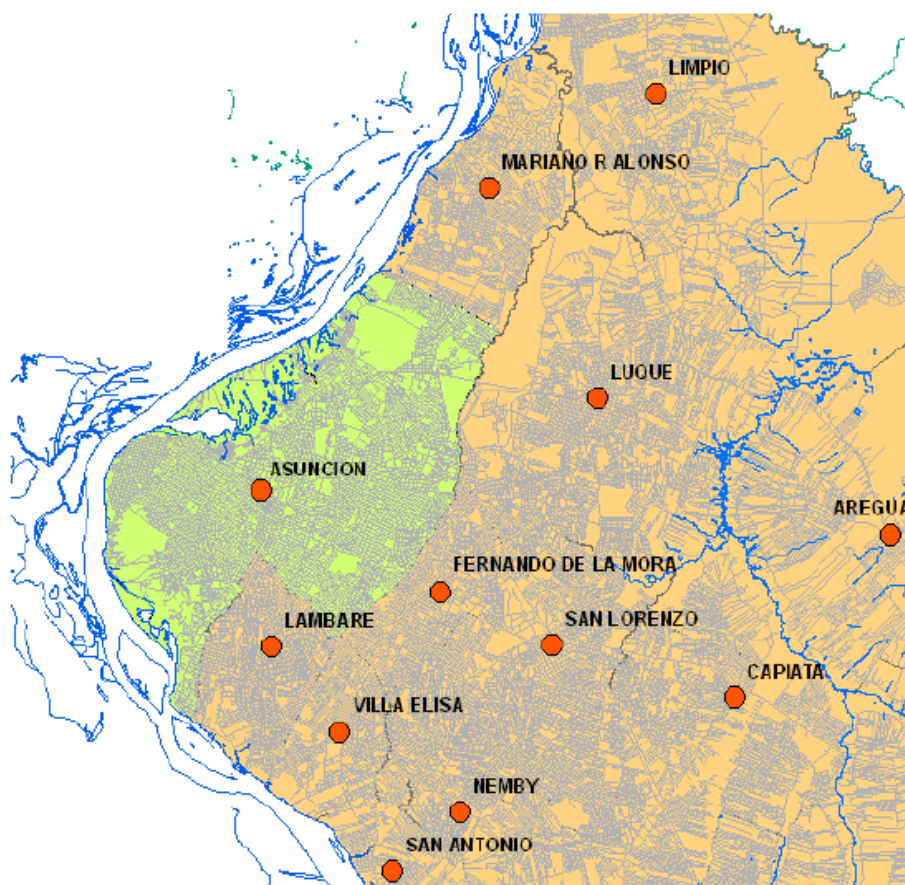 LIMPIO
MARIANO R ALONSO
LUQUE
ASUNCION
AREGUA
FERNANDO DE LA MORA
LAMBARE
SAN LORENZO
CAPIATA
VILLA ELISA
NEMBY
SAN ANTONIO